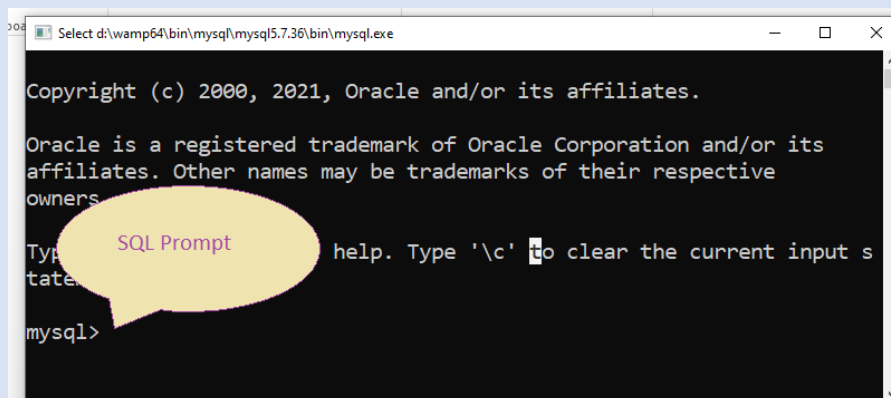 Select d:\wamp64\bin\mysql\mysql5.7.36\bin\mysql.exe
Copyright (c) 2000, 2021, Oracle and/or its affiliates.
Oracle is a registered trademark of Oracle Corporation and/or its
affiliates. Other names may be trademarks of their respective
owners
SQL Prompt
help. Type '\c' to clear the current input s
mysql>